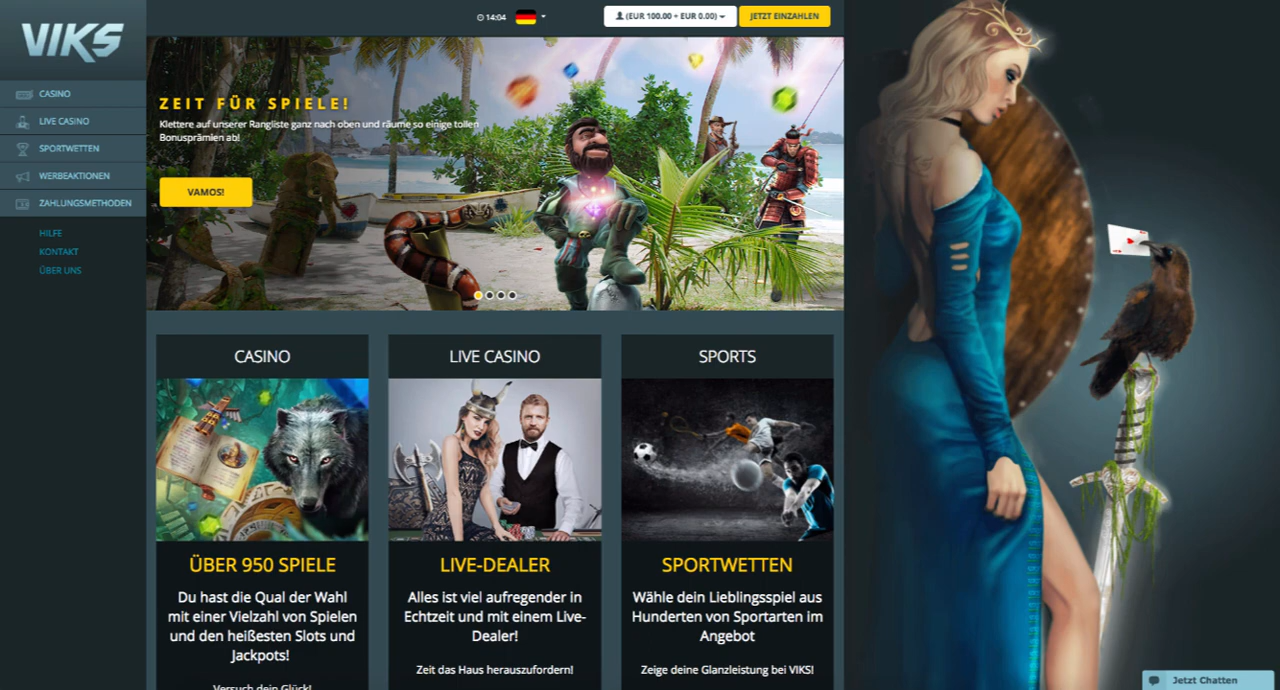 VIKS
14:04
(EUR 100.00 + EUR 0.00)
JETZT EINZAHLEN
CASINO
LIVE CASINO
SPORTWETTEN
WERBEAKTIONEN
ZAHLUNGSMETHODEN
HILFE
KONTAKT
ÜBER UNS
ZEIT FÜR SPIELE!
Klettere auf unserer Rangliste ganz nach oben und räume so einige tollen
Bonusprämien ab!
VAMOS!
CASINO
ÜBER 950 SPIELE
Du hast die Qual der Wahl
mit einer Vielzahl von Spielen
und den heißesten Slots und
Jackpots!
Versuch dein Glück!
LIVE CASINO
LIVE-DEALER
Alles ist viel aufregender in
Echtzeit und mit einem Live-
Dealer!
Zeit das Haus herauszufordern!
SPORTS
SPORTWETTEN
Wähle dein Lieblingsspiel aus
Hunderten von Sportarten im
Angebot
Zeige deine Glanzleistung bei VIKS!
Jetzt Chatten